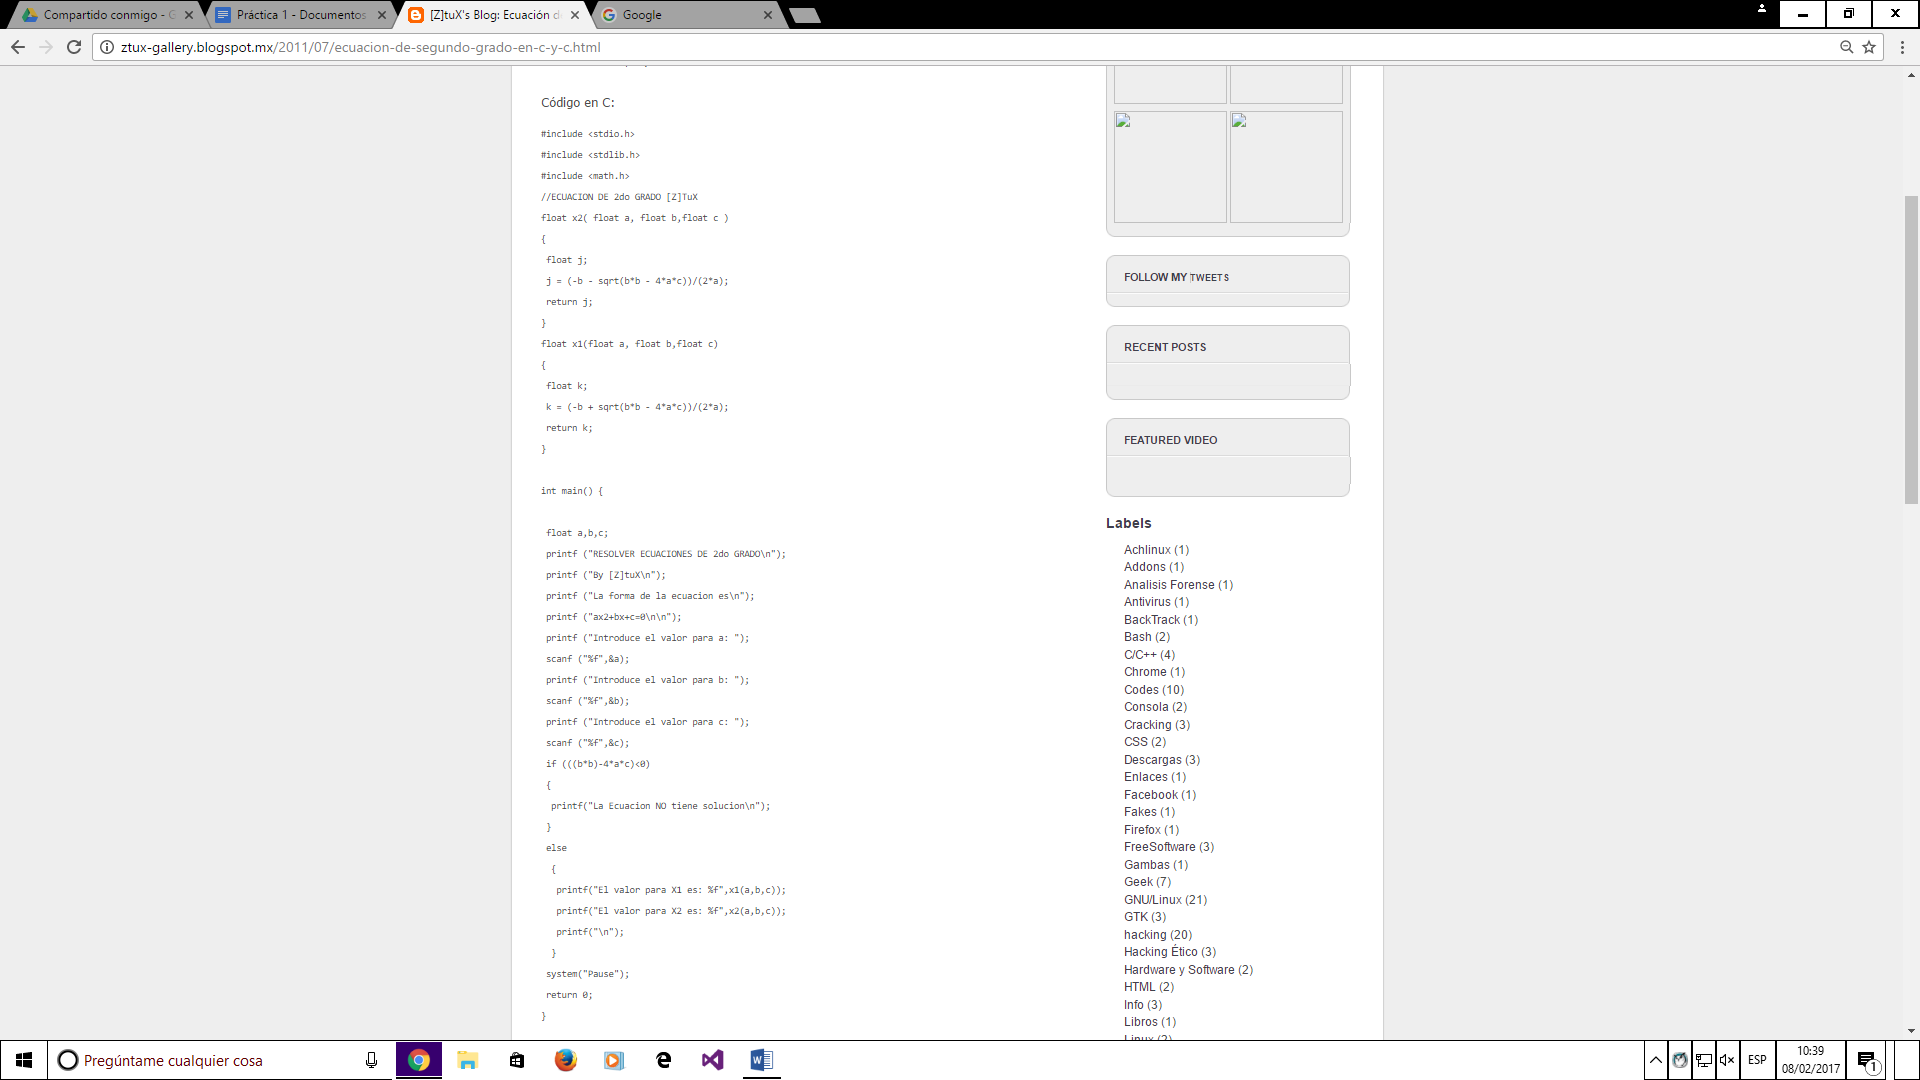 Compartido conmigo - G
Práctica 1 - Documentos
[Z]tuX's Blog: Ecuación d
Google
ztux-gallery.blogspot.mx/2011/07/ecuacion-de-segundo-grado-en-c-y-c.html
Código en C:
#include <stdio.h>
#include <stdlib.h>
#include <math.h>
//ECUACION DE 2do GRADO [Z]TuX
float x2( float a, float b,float c )
{
float j;
j = (-b - sqrt(b*b - 4*a*c))/(2*a);
return j;
}
float x1(float a, float b,float c)
{
float k;
k = (-b + sqrt(b*b - 4*a*c))/(2*a);
return k;
}
int main() {
float a,b,c;
printf ("RESOLVER ECUACIONES DE 2do GRADO\n");
printf ("By [Z]tuX\n");
printf ("La forma de la ecuacion es\n");
printf ("ax2+bx+c=0\n\n");
printf ("Introduce el valor para a: ");
scanf ("%f",&a);
printf ("Introduce el valor para b: ");
scanf ("%f",&b);
printf ("Introduce el valor para c: ");
scanf ("%f",&c);
if (((b*b)-4*a*c)<0)
{
printf("La Ecuacion NO tiene solucion\n");
}
else
{
printf("El valor para X1 es: %f",x1(a,b,c));
printf("El valor para X2 es: %f",x2(a,b,c));
printf("\n");
}
system("Pause");
return 0;
}
FOLLOW MY TWEETS
RECENT POSTS
FEATURED VIDEO
Labels
Achlinux (1)
Addons (1)
Analisis Forense (1)
Antivirus (1)
BackTrack (1)
Bash (2)
C/C++ (4)
Chrome (1)
Codes (10)
Consola (2)
Cracking (3)
CSS (2)
Descargas (3)
Enlaces (1)
Facebook (1)
Fakes (1)
Firefox (1)
FreeSoftware (3)
Gambas (1)
Geek (7)
GNU/Linux (21)
GTK (3)
hacking (20)
Hacking Ético (3)
Hardware y Software (2)
HTML (2)
Info (3)
Libros (1)
Linux (2)
Pregúntame cualquier cosa
ESP
10:39
08/02/2017
1